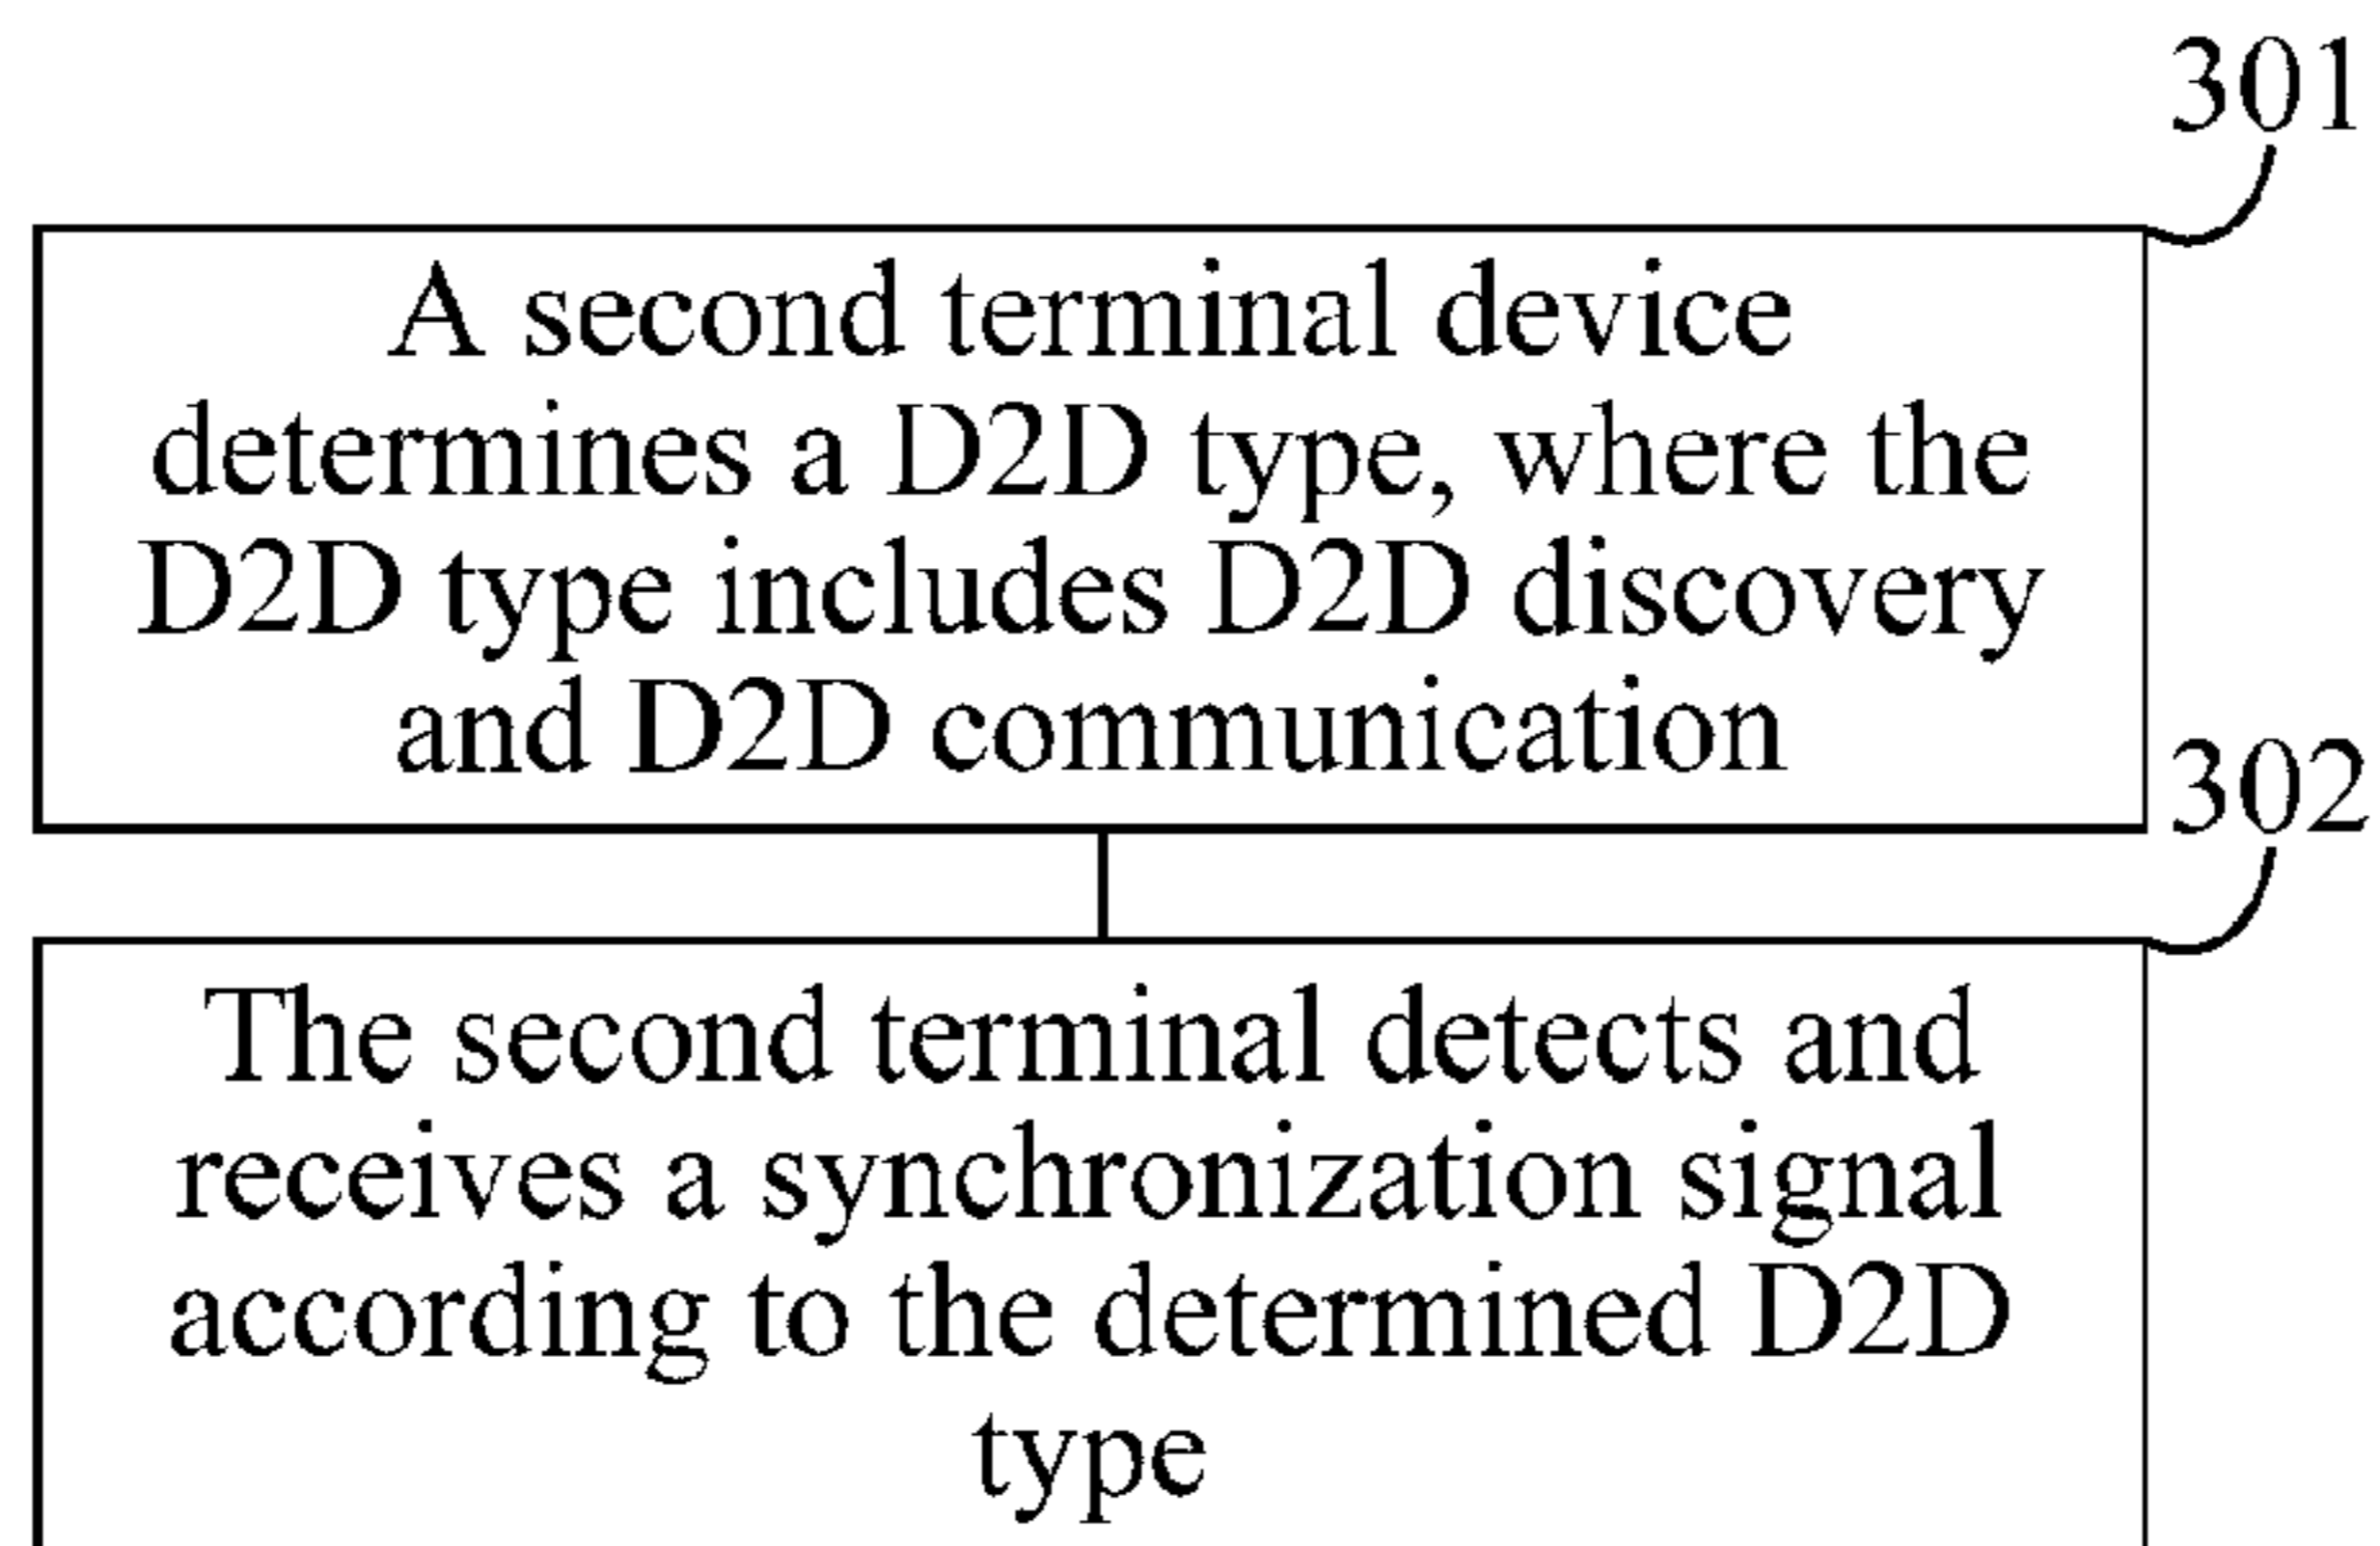 301
A second terminal device
determines a D2D type, where the
D2D type includes D2D discovery
and D2D communication
302
The second terminal detects and
receives a synchronization signal
according to the determined D2D
type